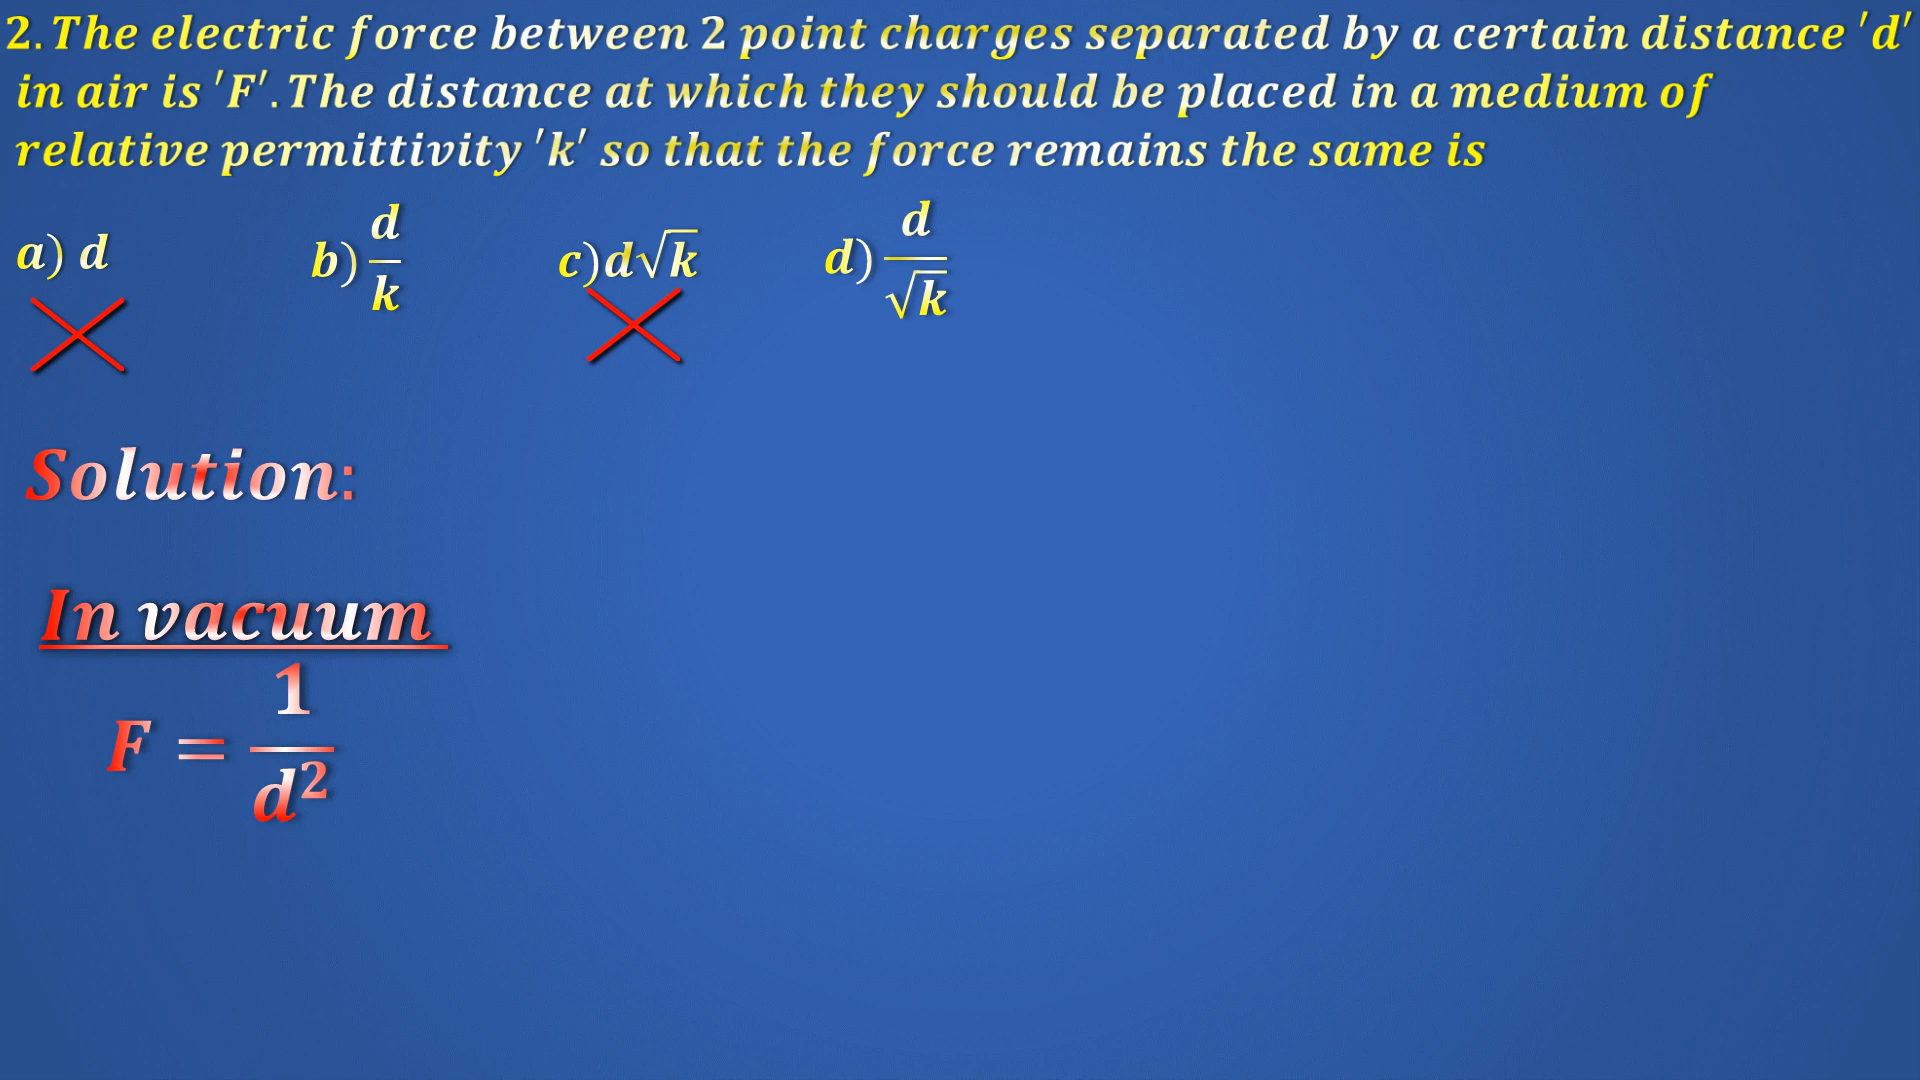 2. The electric force between 2 point charges separated by a certain distance 'd'
in air is 'F'. The distance at which they should be placed in a medium of
relative permittivity 'k' so that the force remains the same is
a) d b) d/k c) d√k d) d/√k
Solution:
In vacuum
F = 1/d²